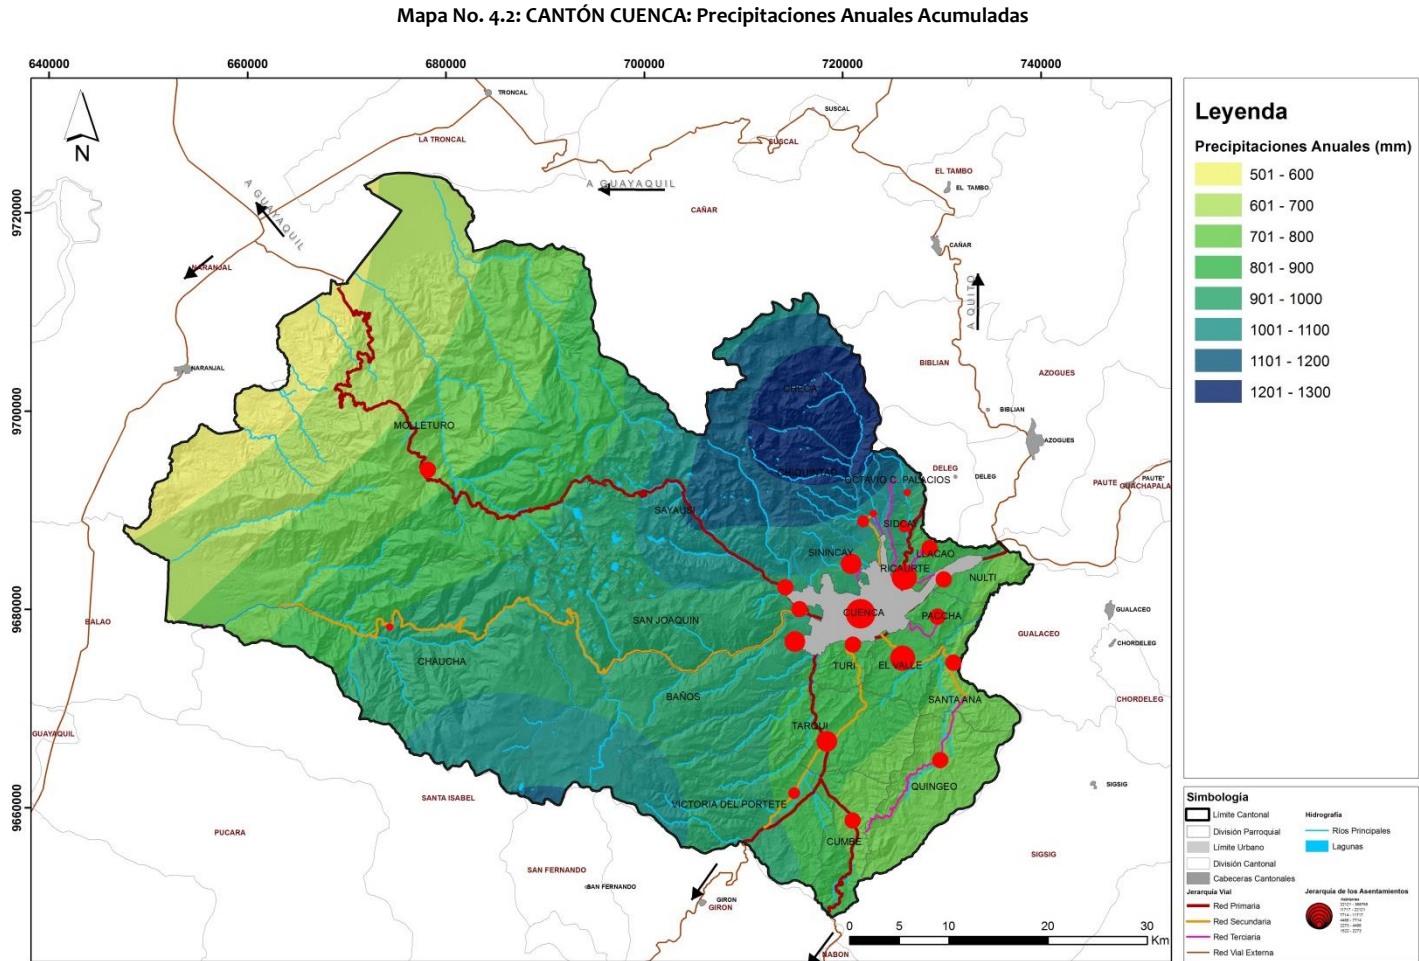 Mapa No. 4.2: CANTÓN CUENCA: Precipitaciones Anuales Acumuladas
640000 660000 680000 700000 720000 740000
9720000
9700000
9680000
9660000
N
TRONCAL
LA TRONCAL
SUSCAL
SUSCAL
EL TAMBO
EL TAMBO
A GUAYAQUIL
A GUAYAQUIL
CAÑAR
CAÑAR
NARANJAL
NARANJAL
A QUITO
BIBLIAN
BIBLIAN
AZOGUES
AZOGUES
DELEG
DELEG
PAUTE
PAUTE
GUACHAPALA
GUALACEO
GUALACEO
CHORDELEG
CHORDELEG
SIGSIG
SIGSIG
BALAO
GUAYAQUIL
PUCARA
SANTA ISABEL
SAN FERNANDO
SAN FERNANDO
GIRON
GIRON
NABON
MOLLETURO
CHECA
CHIQUINTAD
OCTAVIO C. PALACIOS
SAYAUSI
SIDCAY
SININCAY
LLACAO
RICAURTE
NULTI
CUENCA
PACCHA
SAN JOAQUIN
CHAUCHA
BAÑOS
TURI
EL VALLE
SANTA ANA
TARQUI
QUINGEO
VICTORIA DEL PORTETE
CUMBE
0 5 10 20 30
Km
Leyenda
Precipitaciones Anuales (mm)
501 - 600
601 - 700
701 - 800
801 - 900
901 - 1000
1001 - 1100
1101 - 1200
1201 - 1300
Simbología
Límite Cantonal
División Parroquial
Límite Urbano
División Cantonal
Cabeceras Cantonales
Hidrografía
Ríos Principales
Lagunas
Jerarquía Vial
Red Primaria
Red Secundaria
Red Terciaria
Red Vial Externa
Jerarquía de los Asentamientos